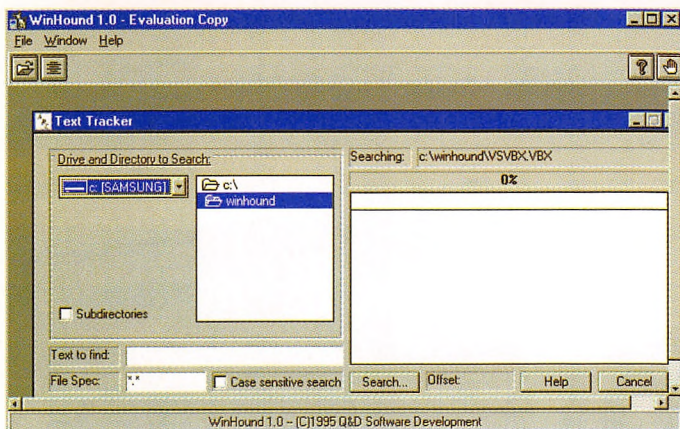 WinHound 1.0 - Evaluation Copy
File Window Help
Text Tracker
Drive and Directory to Search:
c: [SAMSUNG]
c:\
winhound
Subdirectories
Text to find:
File Spec: *.*
Case sensitive search
Searching: c:\winhound\VSVBX.VBX
0%
Search... Offset: Help Cancel
WinHound 1.0 – (C)1995 Q&D Software Development